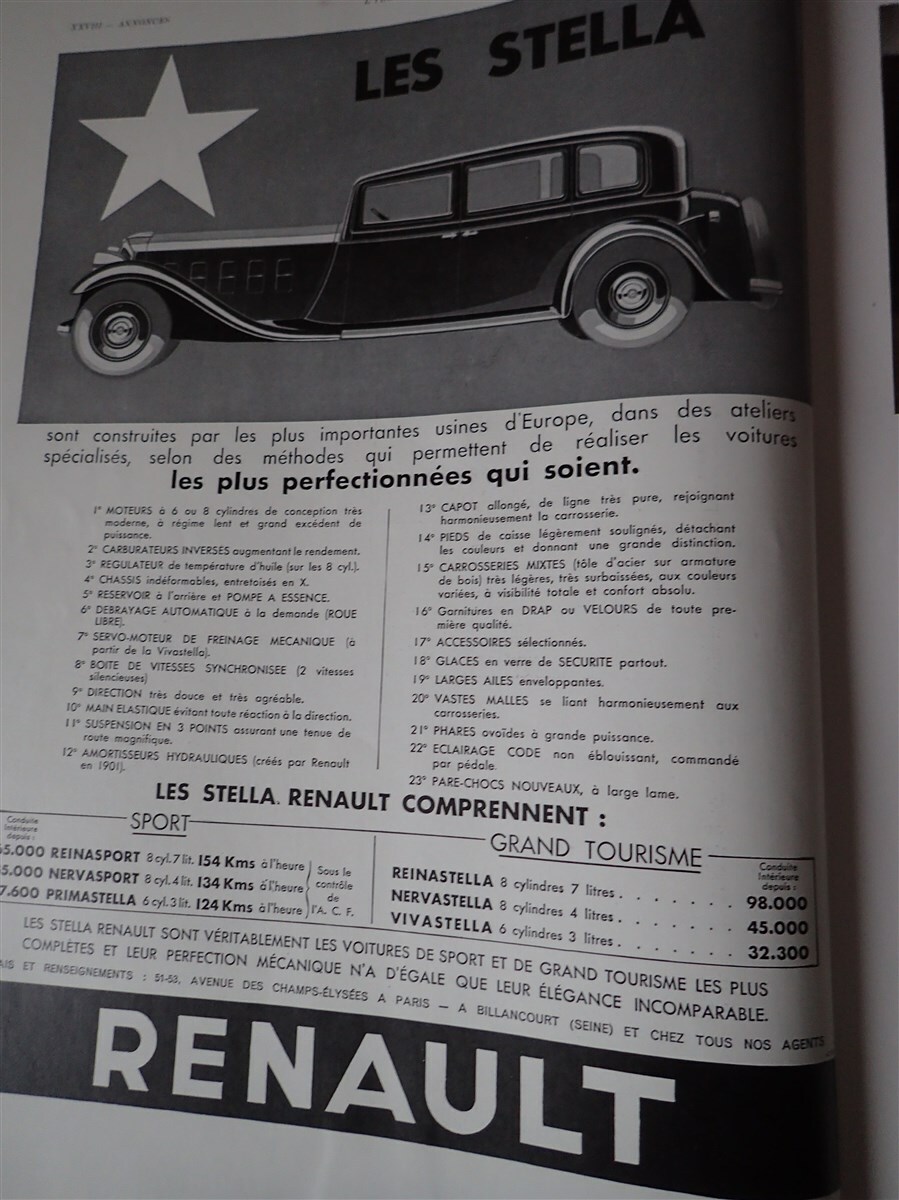 XXVIII — ANNONCES
LES STELLA
sont construites par les plus importantes usines d'Europe, dans des ateliers
spécialisés, selon des méthodes qui permettent de réaliser les voitures
les plus perfectionnées qui soient.
1° MOTEURS à 6 ou 8 cylindres de conception très
moderne, à régime lent et grand excédent de
puissance.
2° CARBURATEURS INVERSES augmentant le rendement.
3° REGULATEUR de température d'huile (sur les 8 cyl.).
4° CHASSIS indéformables, entretoisés en X.
5° RESERVOIR à l'arrière et POMPE A ESSENCE.
6° DEBRAYAGE AUTOMATIQUE à la demande (ROUE
LIBRE).
7° SERVO-MOTEUR DE FREINAGE MECANIQUE (à
partir de la Vivastella).
8° BOITE DE VITESSES SYNCHRONISEE (2 vitesses
silencieuses)
9° DIRECTION très douce et très agréable.
10° MAIN ELASTIQUE évitant toute réaction à la direction.
11° SUSPENSION EN 3 POINTS assurant une tenue de
route magnifique.
12° AMORTISSEURS HYDRAULIQUES (créés par Renault
en 1901).
13° CAPOT allongé, de ligne très pure, rejoignant
harmonieusement la carrosserie.
14° PIEDS de caisse légèrement soulignés, détachant
les couleurs et donnant une grande distinction.
15° CARROSSERIES MIXTES (tôle d'acier sur armature
de bois) très légères, très surbaissées, aux couleurs
variées, à visibilité totale et confort absolu.
16° Garnitures en DRAP ou VELOURS de toute pre-
mière qualité.
17° ACCESSOIRES sélectionnés.
18° GLACES en verre de SECURITE partout.
19° LARGES AILES enveloppantes.
20° VASTES MALLES se liant harmonieusement aux
carrosseries.
21° PHARES ovoïdes à grande puissance.
22° ECLAIRAGE CODE non éblouissant, commandé
par pédale.
23° PARE-CHOCS NOUVEAUX, à large lame.
LES STELLA RENAULT COMPRENNENT :
SPORT
Conduite
Intérieure
depuis :
5.000 REINASPORT 8 cyl. 7 lit. 154 Kms à l'heure
5.000 NERVASPORT 8 cyl. 4 lit. 134 Kms à l'heure
7.600 PRIMASTELLA 6 cyl. 3 lit. 124 Kms à l'heure
Sous le
contrôle
de
l'A. C. F.
GRAND TOURISME
Conduite
Intérieure
depuis :
REINASTELLA 8 cylindres 7 litres . . . . . . . 98.000
NERVASTELLA 8 cylindres 4 litres . . . . . . . 45.000
VIVASTELLA 6 cylindres 3 litres . . . . . . . 32.300
LES STELLA RENAULT SONT VÉRITABLEMENT LES VOITURES DE SPORT ET DE GRAND TOURISME LES PLUS
COMPLÈTES ET LEUR PERFECTION MÉCANIQUE N'A D'ÉGALE QUE LEUR ÉLÉGANCE INCOMPARABLE.
ET RENSEIGNEMENTS : 51-53, AVENUE DES CHAMPS-ÉLYSÉES A PARIS — A BILLANCOURT (SEINE) ET CHEZ TOUS NOS AGENTS
RENAULT